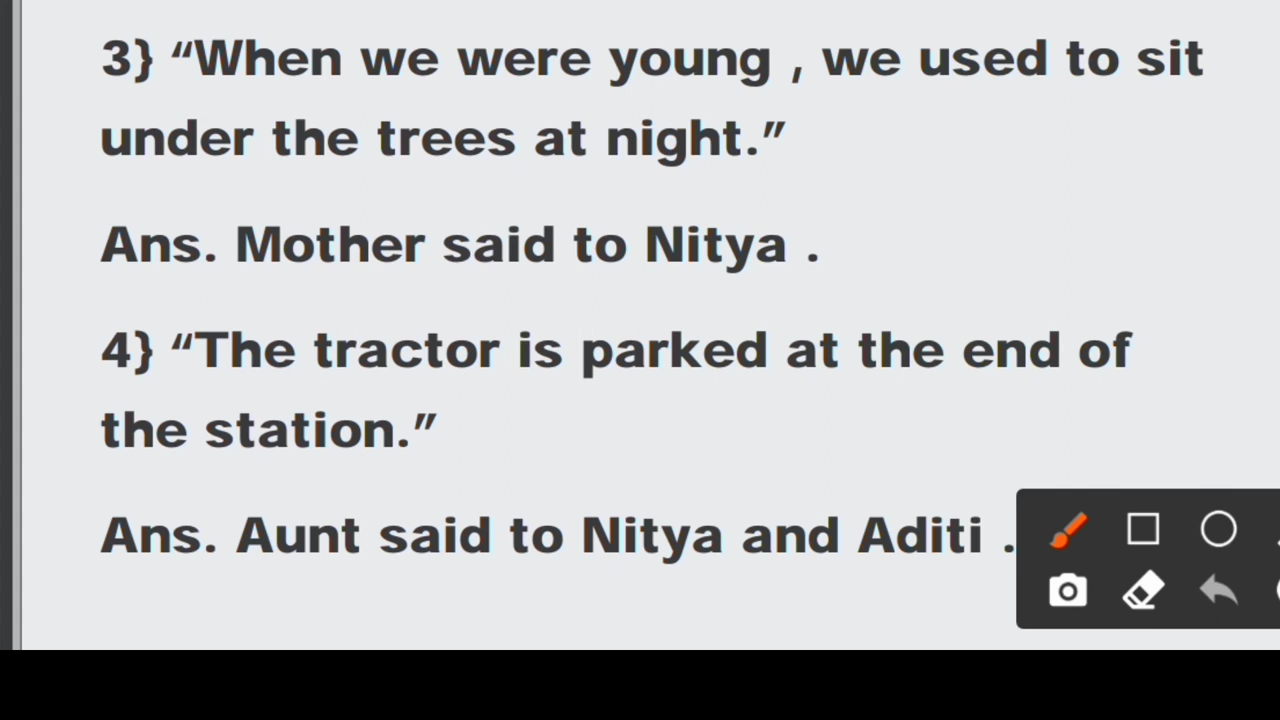 3} “When we were young , we used to sit
under the trees at night.”
Ans. Mother said to Nitya .
4} “The tractor is parked at the end of
the station.”
Ans. Aunt said to Nitya and Aditi .